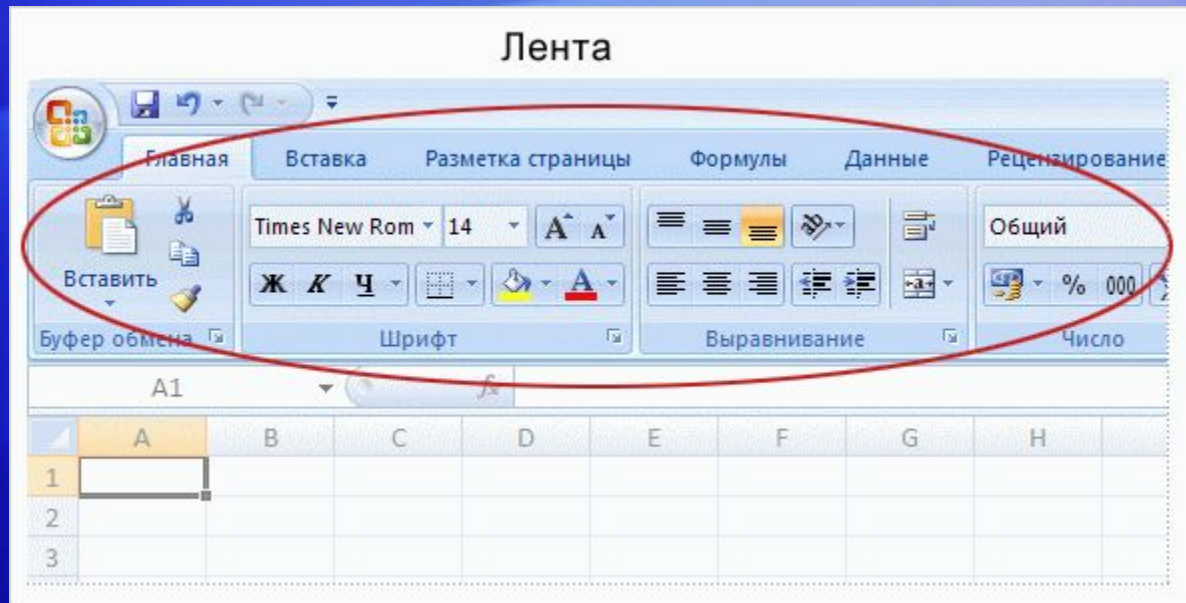 Лента
Главная Вставка Разметка страницы Формулы Данные Рецензирование
Times New Rom 14 A A Общий
Вставить Ж К Ч A a % 000
Буфер обмена Шрифт Выравнивание Число
A1 fx
A B C D E F G H
1
2
3